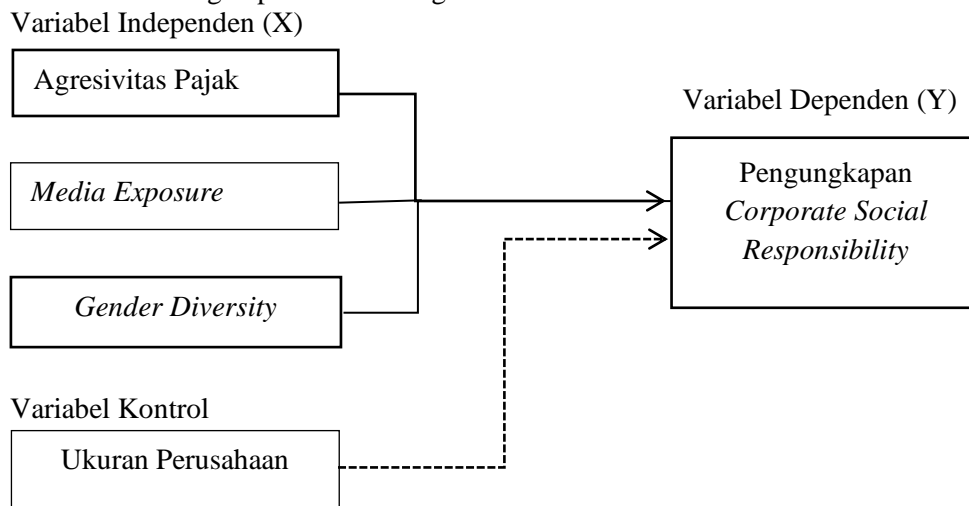 Variabel Independen (X)
Agresivitas Pajak
Variabel Dependen (Y)
Media Exposure
Pengungkapan
Corporate Social
Responsibility
Gender Diversity
Variabel Kontrol
Ukuran Perusahaan